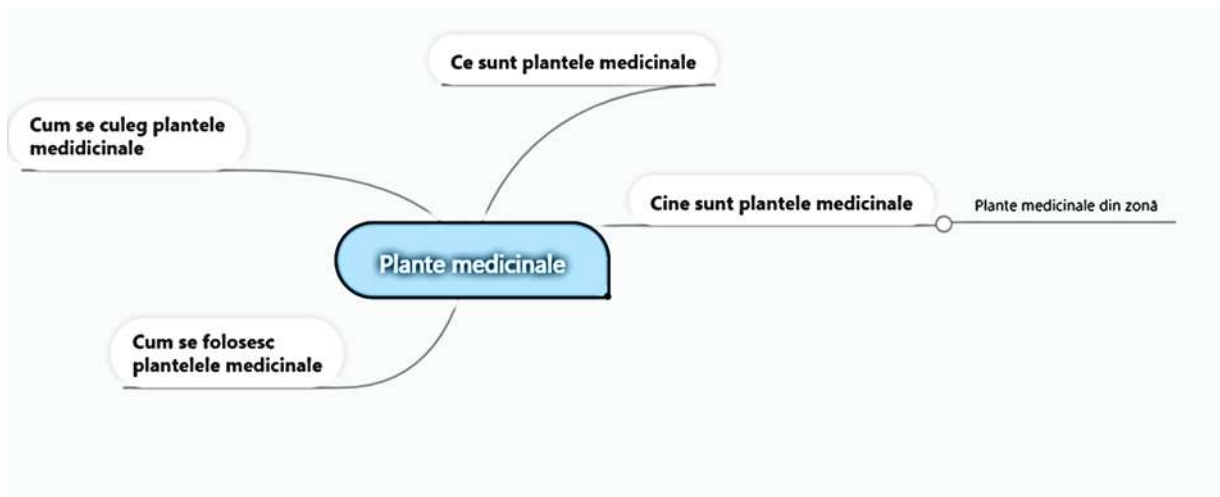 Ce sunt plantele medicinale
Cum se culeg plantele
medidicinale
Cine sunt plantele medicinale
Plante medicinale din zonă
Plante medicinale
Cum se folosesc
plantelele medicinale